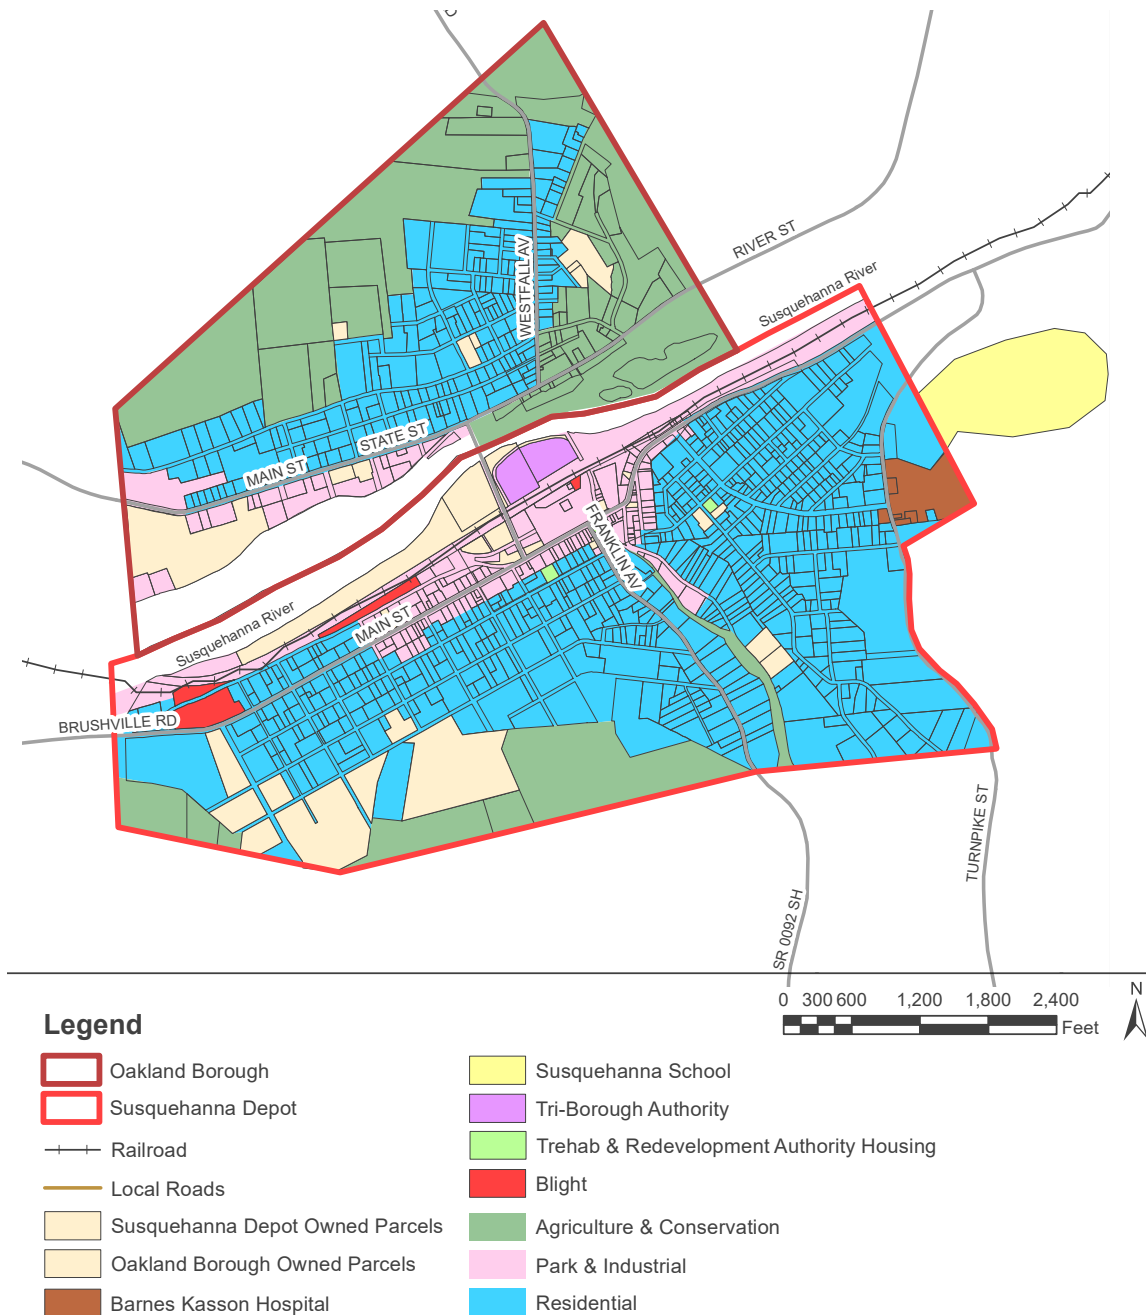 RIVER ST
WESTFALL AV
Susquehanna River
STATE ST
MAIN ST
FRANKLIN AV
MAIN ST
Susquehanna River
BRUSHVILLE RD
TURNPIKE ST
SR 0092 SH
N
0 300 600 1,200 1,800 2,400
Feet
Legend
Oakland Borough
Susquehanna Depot
Railroad
Local Roads
Susquehanna Depot Owned Parcels
Oakland Borough Owned Parcels
Barnes Kasson Hospital
Susquehanna School
Tri-Borough Authority
Trehab & Redevelopment Authority Housing
Blight
Agriculture & Conservation
Park & Industrial
Residential